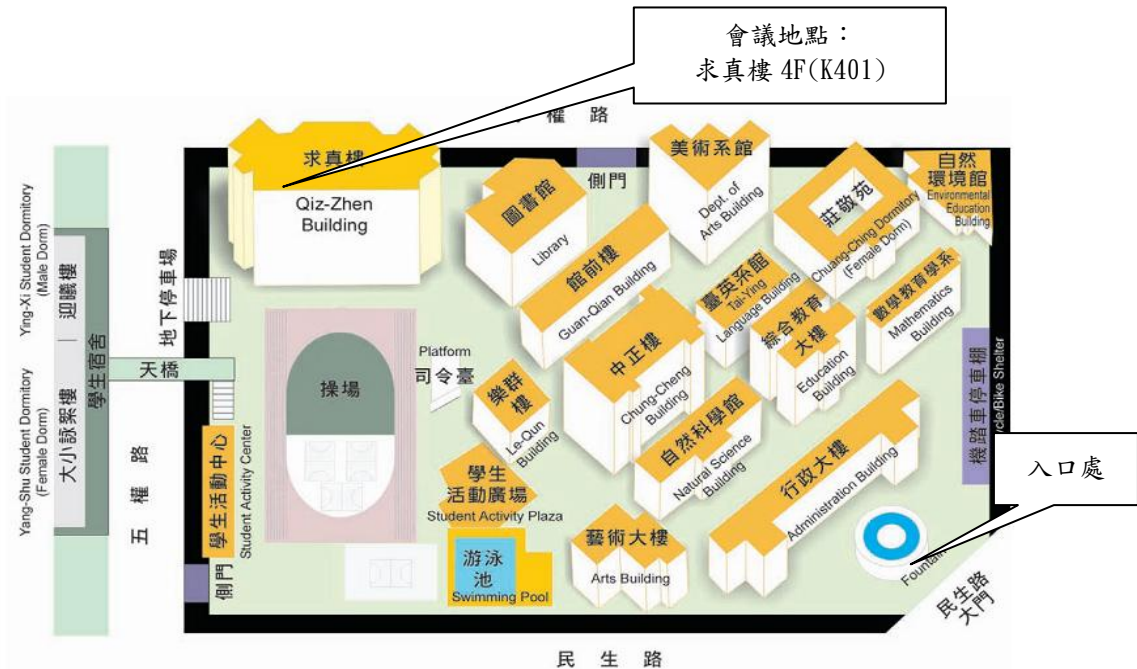 會議地點：
求真樓 4F(K401)
權 路
求真樓
Qiz-Zhen
Building
圖書館
Library
側門
美術系館
Dept. of
Arts Building
莊敬苑
Chuang-Ching Dormitory
(Female Dorm)
自然
環境館
Environmental
Education
Building
館前樓
Guan-Qian Building
臺英系館
Tai-Ying
Language Building
綜合教育
大樓
Education
Building
數學教育學系
Mathematics
Building
中正樓
Chung-Cheng
Building
自然科學館
Natural Science
Building
樂群樓
Le-Qun
Building
Platform
司令臺
操場
地下停車場
天橋
學生宿舍
迎曦樓
大小詠絮樓
Ying-Xi Student Dormitory
(Male Dorm)
Yang-Shu Student Dormitory
(Female Dorm)
五權路
學生活動中心
Student Activity Center
側門
學生
活動廣場
Student Activity Plaza
游泳
池
Swimming Pool
藝術大樓
Arts Building
行政大樓
Administration Building
機踏車停車棚
cycle/Bike Shelter
入口處
Fountain
民生路
大門
民 生 路